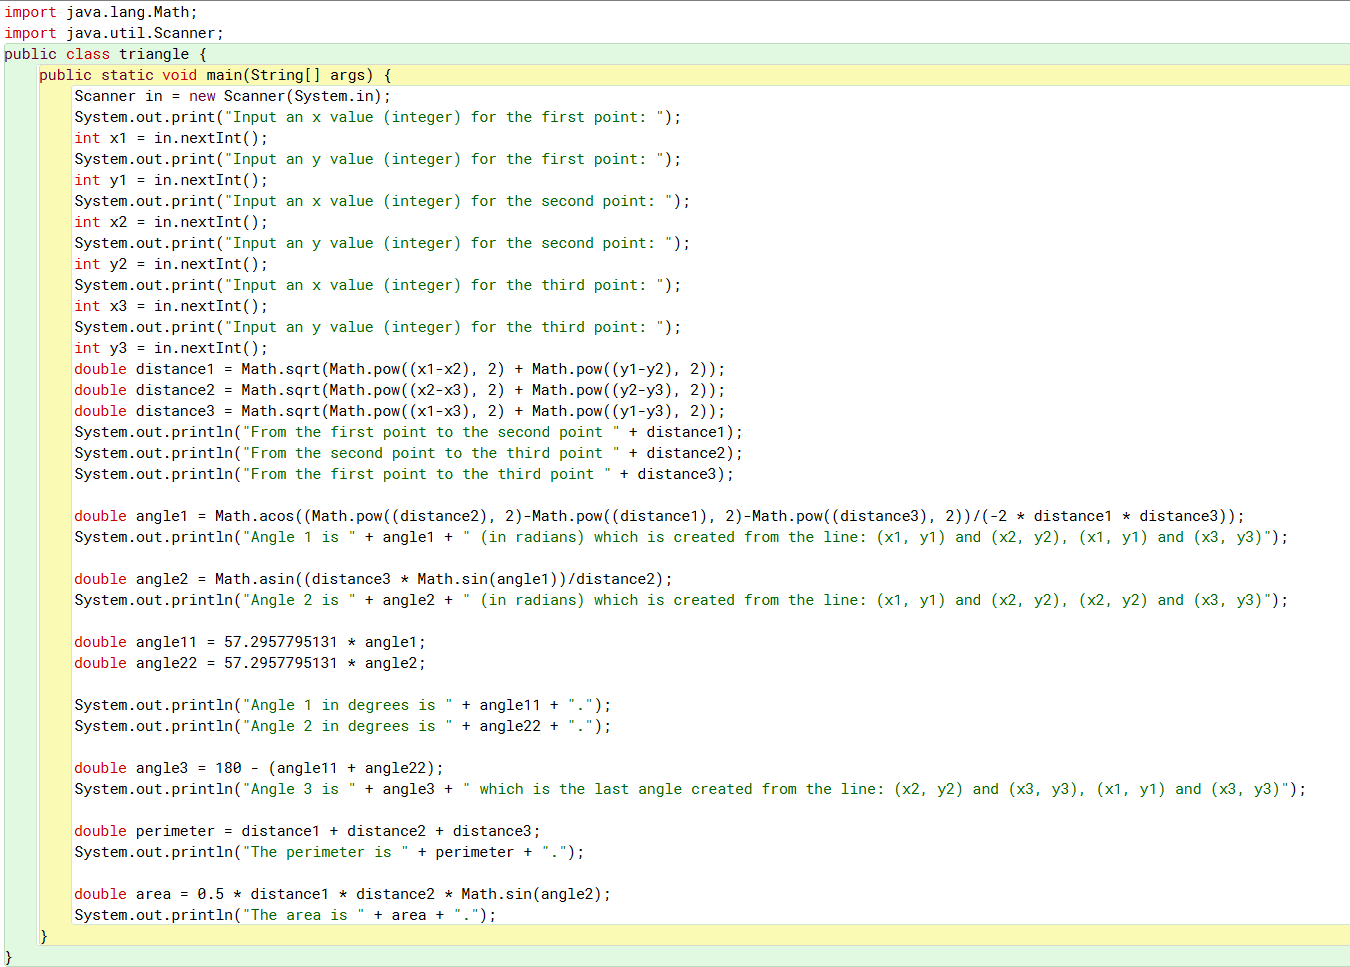 import java.lang.Math;
import java.util.Scanner;
public class triangle {
public static void main(String[] args) {
Scanner in = new Scanner(System.in);
System.out.print("Input an x value (integer) for the first point: ");
int x1 = in.nextInt();
System.out.print("Input an y value (integer) for the first point: ");
int y1 = in.nextInt();
System.out.print("Input an x value (integer) for the second point: ");
int x2 = in.nextInt();
System.out.print("Input an y value (integer) for the second point: ");
int y2 = in.nextInt();
System.out.print("Input an x value (integer) for the third point: ");
int x3 = in.nextInt();
System.out.print("Input an y value (integer) for the third point: ");
int y3 = in.nextInt();
double distance1 = Math.sqrt(Math.pow((x1-x2), 2) + Math.pow((y1-y2), 2));
double distance2 = Math.sqrt(Math.pow((x2-x3), 2) + Math.pow((y2-y3), 2));
double distance3 = Math.sqrt(Math.pow((x1-x3), 2) + Math.pow((y1-y3), 2));
System.out.println("From the first point to the second point " + distance1);
System.out.println("From the second point to the third point " + distance2);
System.out.println("From the first point to the third point " + distance3);
double angle1 = Math.acos((Math.pow((distance2), 2)-Math.pow((distance1), 2)-Math.pow((distance3), 2))/(-2 * distance1 * distance3));
System.out.println("Angle 1 is " + angle1 + " (in radians) which is created from the line: (x1, y1) and (x2, y2), (x1, y1) and (x3, y3)");
double angle2 = Math.asin((distance3 * Math.sin(angle1))/distance2);
System.out.println("Angle 2 is " + angle2 + " (in radians) which is created from the line: (x1, y1) and (x2, y2), (x2, y2) and (x3, y3)");
double angle11 = 57.2957795131 * angle1;
double angle22 = 57.2957795131 * angle2;
System.out.println("Angle 1 in degrees is " + angle11 + ".");
System.out.println("Angle 2 in degrees is " + angle22 + ".");
double angle3 = 180 - (angle11 + angle22);
System.out.println("Angle 3 is " + angle3 + " which is the last angle created from the line: (x2, y2) and (x3, y3), (x1, y1) and (x3, y3)");
double perimeter = distance1 + distance2 + distance3;
System.out.println("The perimeter is " + perimeter + ".");
double area = 0.5 * distance1 * distance2 * Math.sin(angle2);
System.out.println("The area is " + area + ".");
}
}